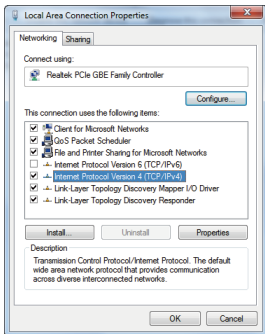 Local Area Connection Properties
Networking
Sharing
Connect using:
Realtek PCIe GBE Family Controller
Configure...
This connection uses the following items:
Client for Microsoft Networks
QoS Packet Scheduler
File and Printer Sharing for Microsoft Networks
Internet Protocol Version 6 (TCP/IPv6)
Internet Protocol Version 4 (TCP/IPv4)
Link-Layer Topology Discovery Mapper I/O Driver
Link-Layer Topology Discovery Responder
Install...
Uninstall
Properties
Description
Transmission Control Protocol/Internet Protocol. The default
wide area network protocol that provides communication
across diverse interconnected networks.
OK
Cancel